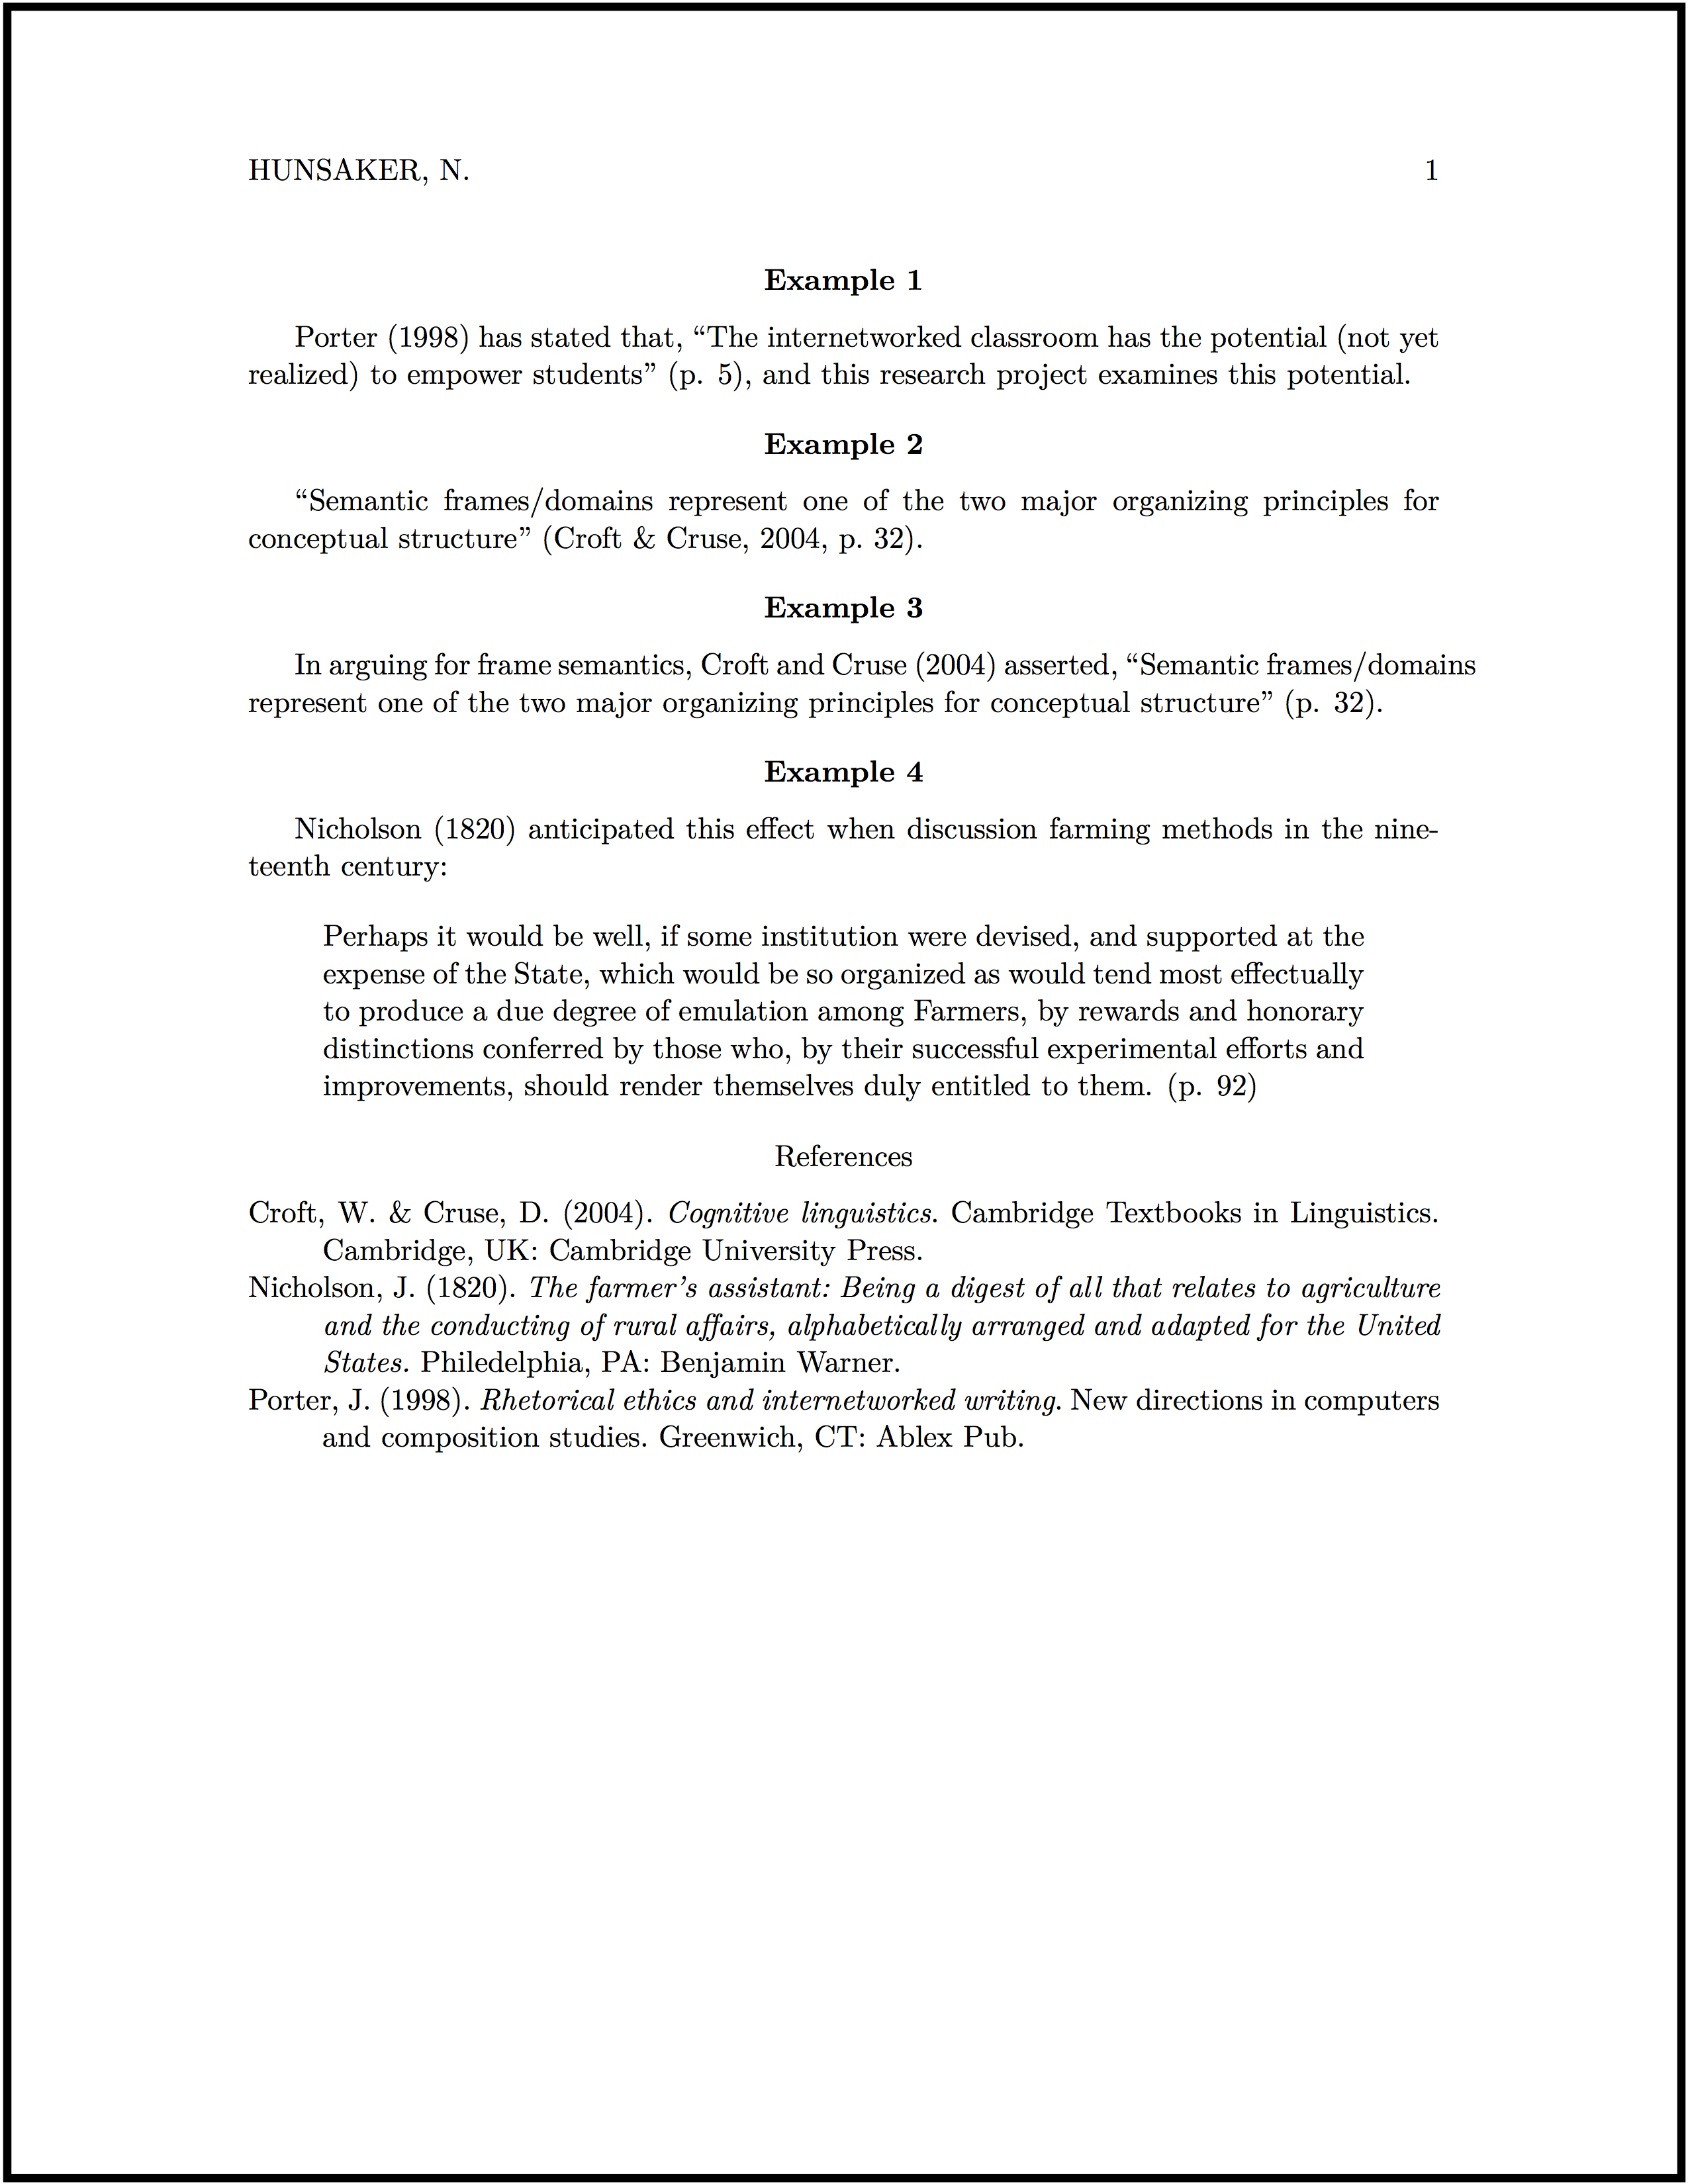 HUNSAKER, N. 1
Example 1
Porter (1998) has stated that, “The internetworked classroom has the potential (not yet
realized) to empower students” (p. 5), and this research project examines this potential.
Example 2
“Semantic frames/domains represent one of the two major organizing principles for
conceptual structure” (Croft & Cruse, 2004, p. 32).
Example 3
In arguing for frame semantics, Croft and Cruse (2004) asserted, “Semantic frames/domains
represent one of the two major organizing principles for conceptual structure” (p. 32).
Example 4
Nicholson (1820) anticipated this effect when discussion farming methods in the nine-
teenth century:
Perhaps it would be well, if some institution were devised, and supported at the
expense of the State, which would be so organized as would tend most effectually
to produce a due degree of emulation among Farmers, by rewards and honorary
distinctions conferred by those who, by their successful experimental efforts and
improvements, should render themselves duly entitled to them. (p. 92)
References
Croft, W. & Cruse, D. (2004). Cognitive linguistics. Cambridge Textbooks in Linguistics.
Cambridge, UK: Cambridge University Press.
Nicholson, J. (1820). The farmer’s assistant: Being a digest of all that relates to agriculture
and the conducting of rural affairs, alphabetically arranged and adapted for the United
States. Philedelphia, PA: Benjamin Warner.
Porter, J. (1998). Rhetorical ethics and internetworked writing. New directions in computers
and composition studies. Greenwich, CT: Ablex Pub.